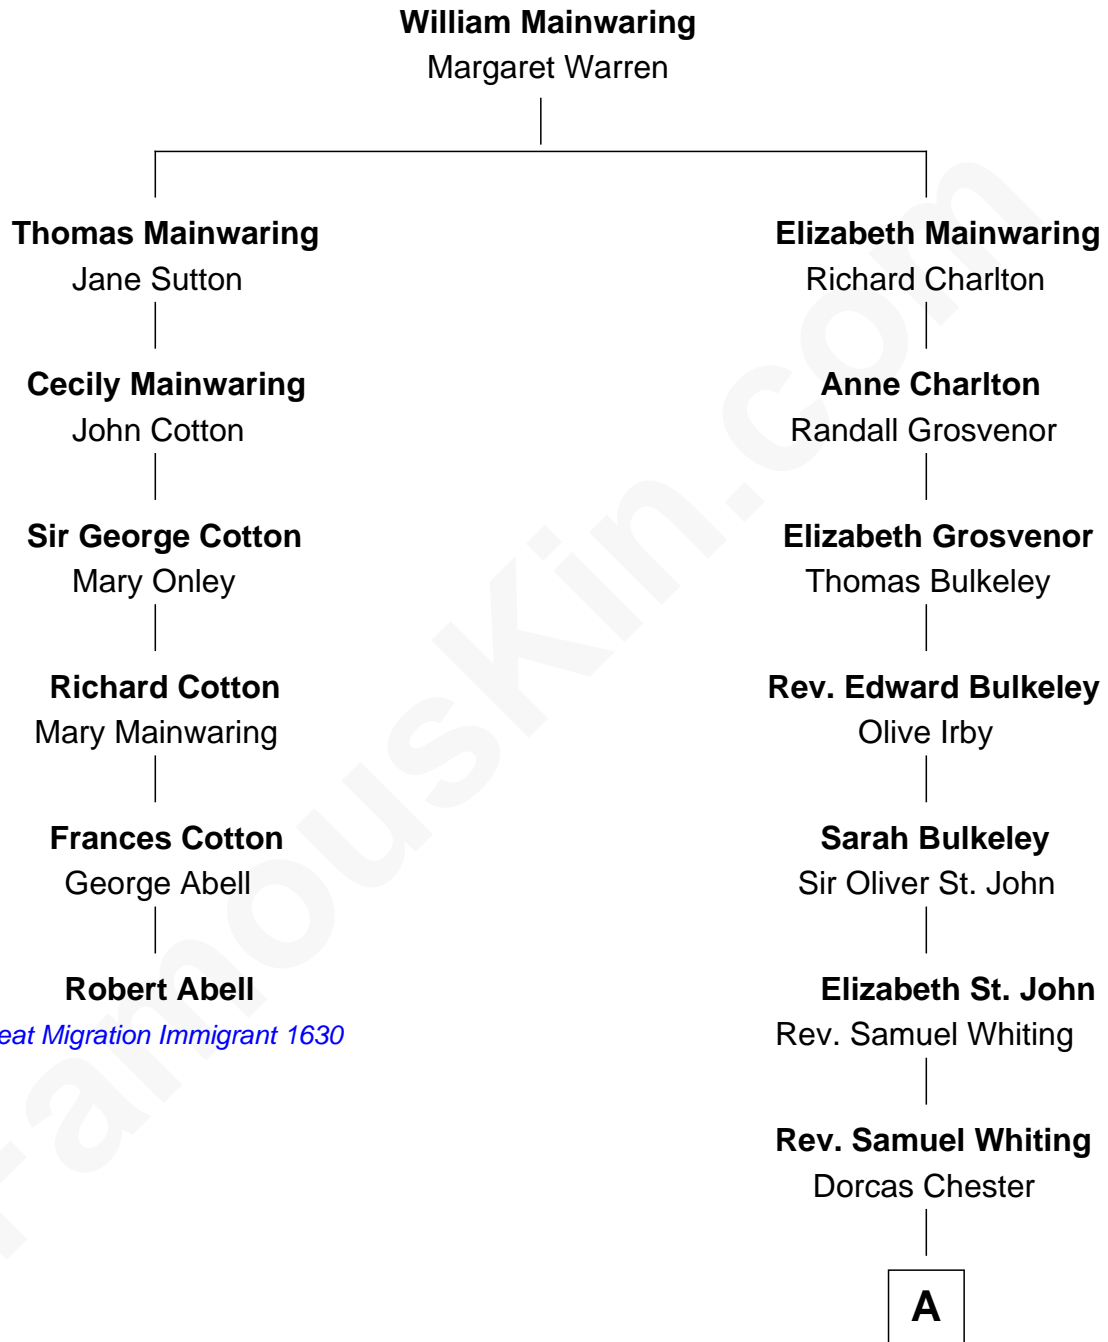 William Mainwaring
Margaret Warren
Thomas Mainwaring
Jane Sutton
Cecily Mainwaring
John Cotton
Sir George Cotton
Mary Onley
Richard Cotton
Mary Mainwaring
Frances Cotton
George Abell
Robert Abell
eat Migration Immigrant 1630
Elizabeth Mainwaring
Richard Charlton
Anne Charlton
Randall Grosvenor
Elizabeth Grosvenor
Thomas Bulkeley
Rev. Edward Bulkeley
Olive Irby
Sarah Bulkeley
Sir Oliver St. John
Elizabeth St. John
Rev. Samuel Whiting
Rev. Samuel Whiting
Dorcas Chester
A
FamousKin.com